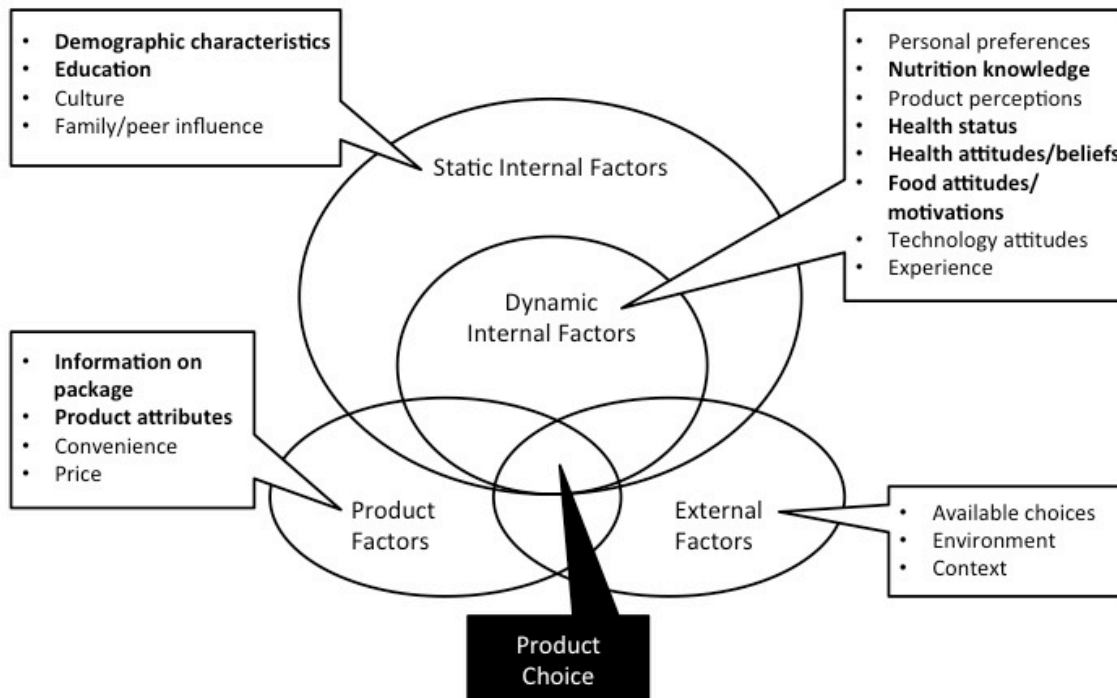 • Demographic characteristics
• Education
• Culture
• Family/peer influence
• Personal preferences
• Nutrition knowledge
• Product perceptions
• Health status
• Health attitudes/beliefs
• Food attitudes/
motivations
• Technology attitudes
• Experience
Static Internal Factors
Dynamic
Internal Factors
• Information on
package
• Product attributes
• Convenience
• Price
Product
Factors
External
Factors
• Available choices
• Environment
• Context
Product
Choice